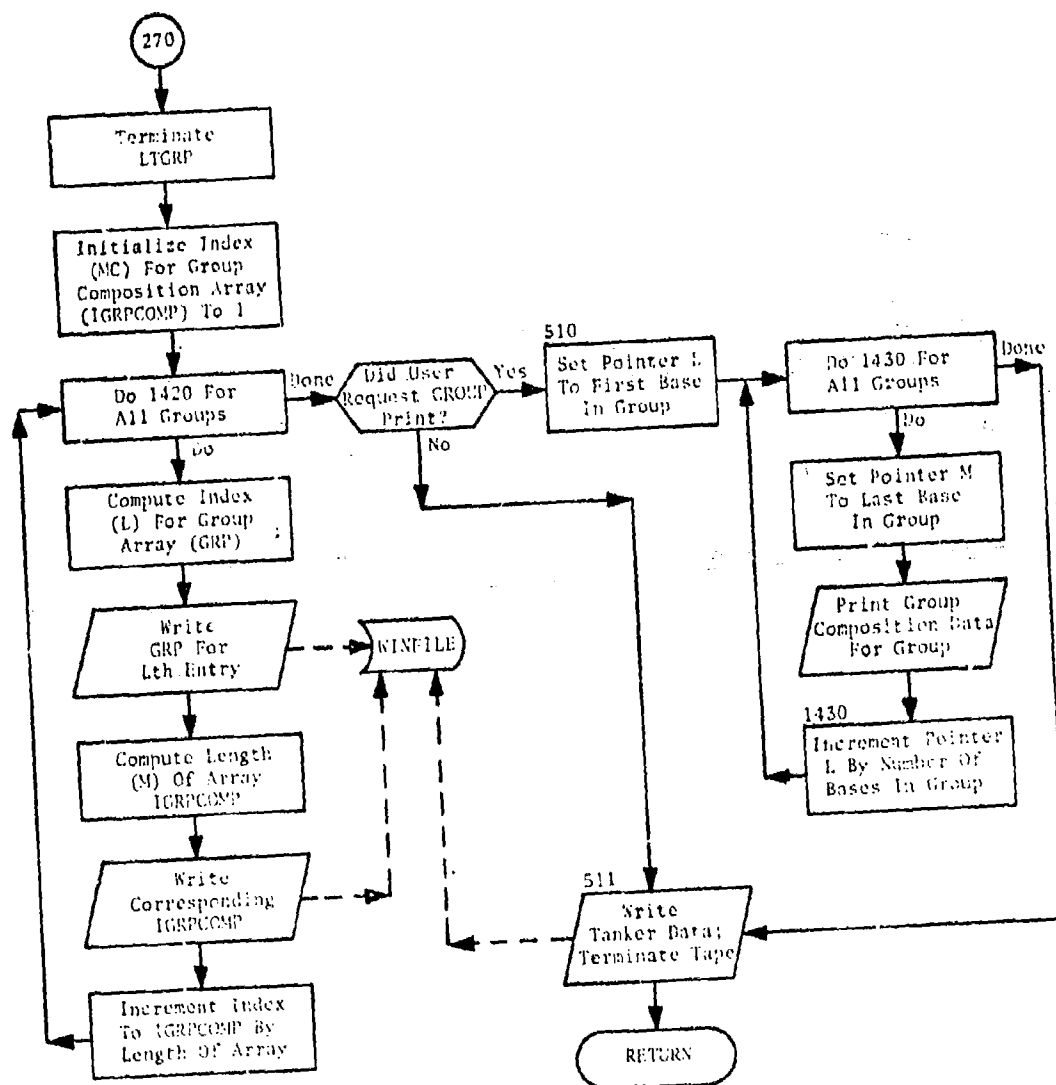 270
Terminate
LTGRP
Initialize Index
(MC) For Group
Composition Array
(IGRPCOMP) To 1
Do 1420 For
All Groups
Done
Do
Did User
Request GROUP
Print?
Yes
No
510
Set Pointer L
To First Base
In Group
Do 1430 For
All Groups
Done
Do
Set Pointer M
To Last Base
In Group
Print Group
Composition Data
For Group
1430
Increment Pointer
L By Number Of
Bases In Group
Compute Index
(L) For Group
Array (GRP)
Write
GRP For
Lth Entry
WINFILE
Compute Length
(M) Of Array
IGRPCOMP
Write
Corresponding
IGRPCOMP
Increment Index
To IGRPCOMP By
Length Of Array
511
Write
Tanker Data;
Terminate Tape
RETURN